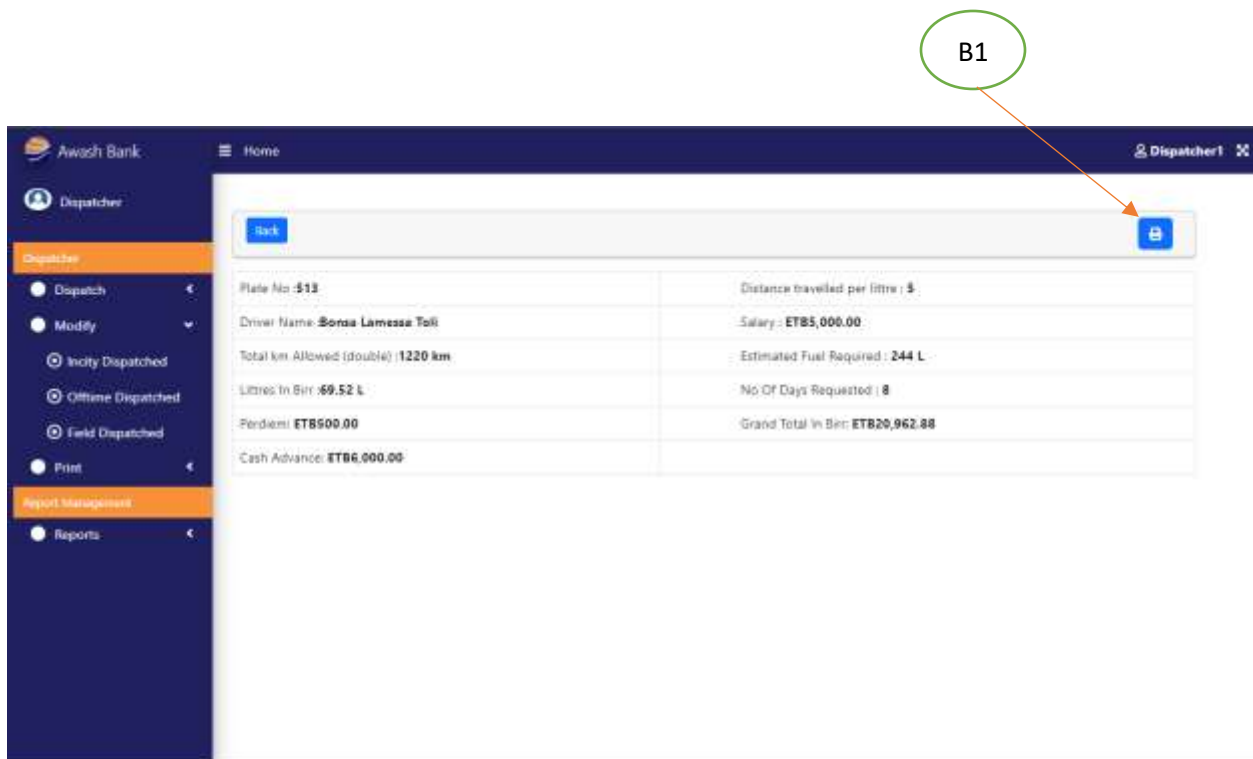 B1
Awash Bank
Home
Dispatcher1
Dispatcher
Back
Dispatcher
Dispatch
Modify
Incity Dispatched
Offtime Dispatched
Field Dispatched
Print
Report Management
Reports
Plate No :513
Distance travelled per littre : 5
Driver Name :Bonsa Lamessa Toli
Salary : ETB5,000.00
Total km Allowed (double) :1220 km
Estimated Fuel Required : 244 L
Littres In Birr :69.52 L
No Of Days Requested : 8
Perdiem: ETB500.00
Grand Total In Birr: ETB20,962.88
Cash Advance: ETB6,000.00